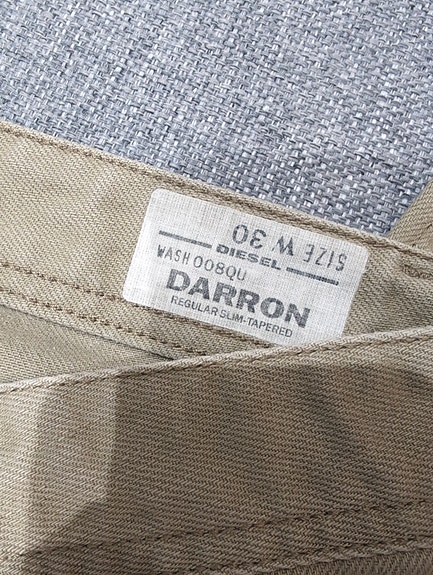 SIZE W 30
DIESEL
WASH 008QU
DARRON
REGULAR SLIM-TAPERED